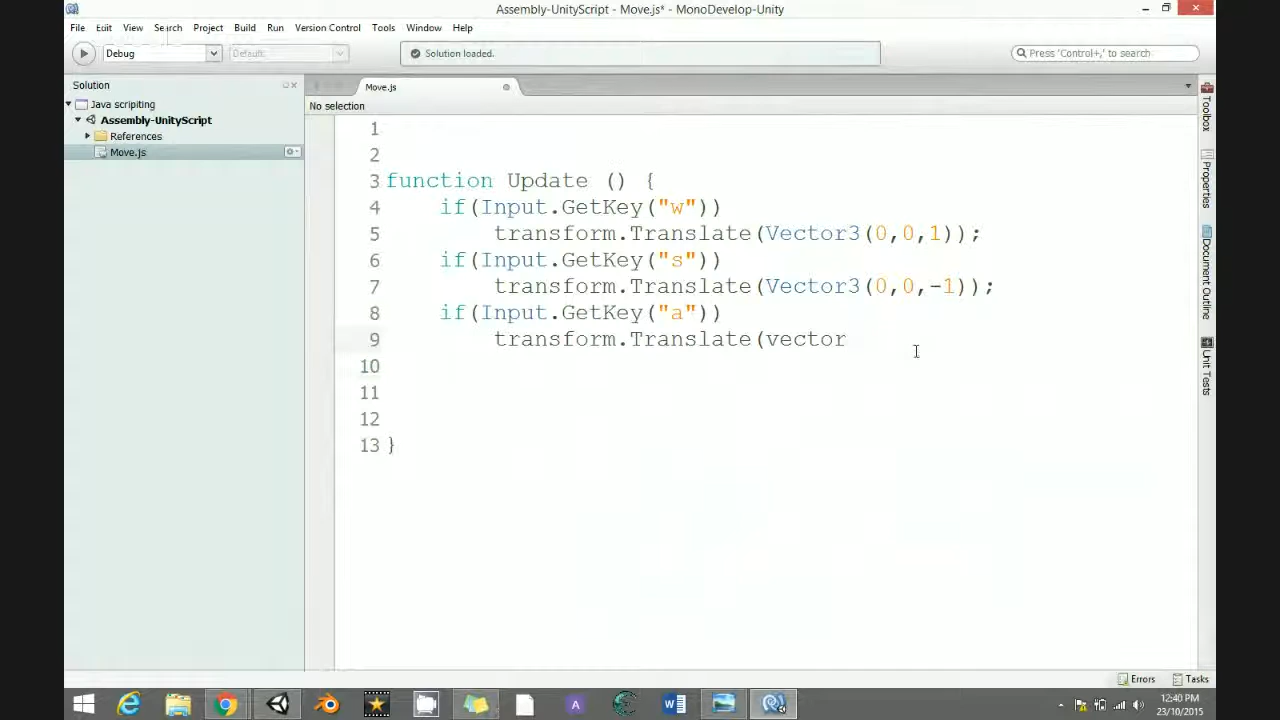 Assembly-UnityScript - Move.js* - MonoDevelop-Unity
File Edit View Search Project Build Run Version Control Tools Window Help
Debug Default Solution loaded. Press 'Control+,' to search
Solution Move.js
No selection
Java scripiting
Assembly-UnityScript
References
Move.js
1
2
3 function Update () {
4 if(Input.GetKey("w"))
5 transform.Translate(Vector3(0,0,1));
6 if(Input.GetKey("s"))
7 transform.Translate(Vector3(0,0,-1));
8 if(Input.GetKey("a"))
9 transform.Translate(vector
10
11
12
13 }
Toolbox
Properties
Document Outline
Unit Tests
Errors Tasks
12:40 PM
23/10/2015